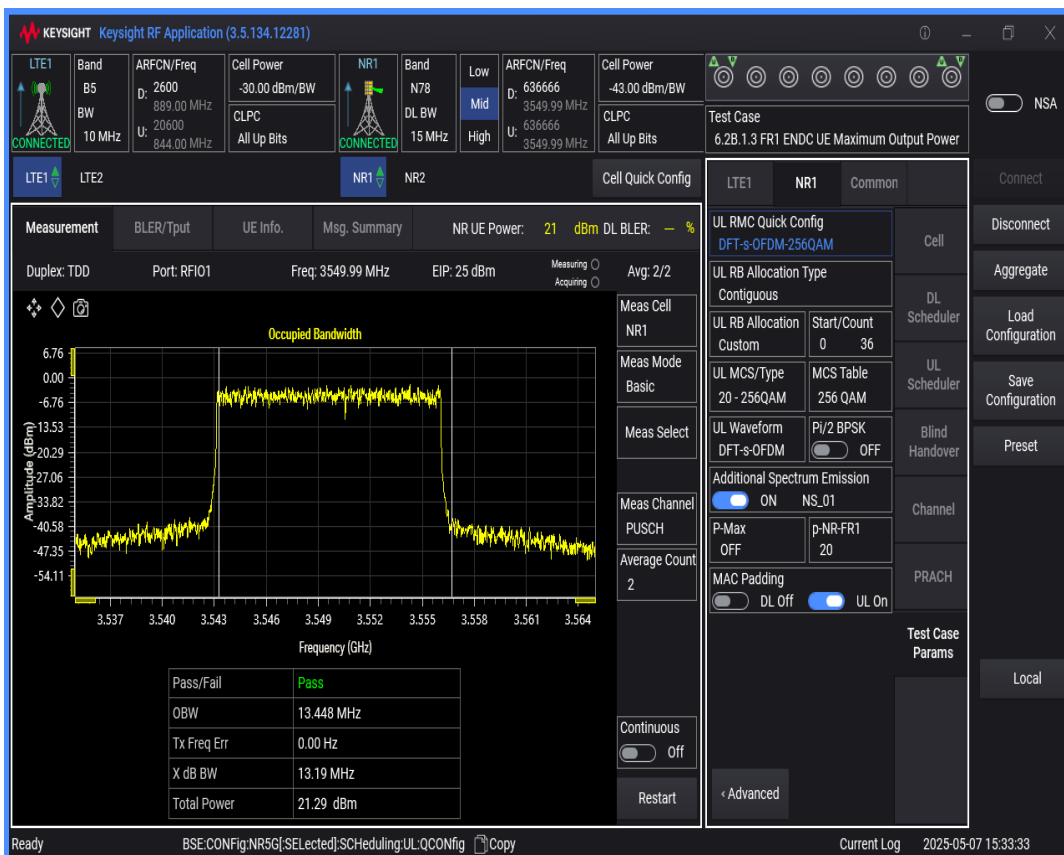 KEYSIGHT Keysight RF Application (3.5.134.12281)
LTE1
CONNECTED
Band
B5
BW
10 MHz
ARFCN/Freq
D: 2600
889.00 MHz
U: 20600
844.00 MHz
Cell Power
-30.00 dBm/BW
CLPC
All Up Bits
NR1
CONNECTED
Band
N78
DL BW
15 MHz
Low
Mid
High
ARFCN/Freq
D: 636666
3549.99 MHz
U: 636666
3549.99 MHz
Cell Power
-43.00 dBm/BW
CLPC
All Up Bits
Test Case
6.2B.1.3 FR1 ENDC UE Maximum Output Power
NSA
LTE1 LTE2 NR1 NR2 Cell Quick Config
Measurement BLER/Tput UE Info. Msg. Summary NR UE Power: 21 dBm DL BLER: — %
Duplex: TDD Port: RFIO1 Freq: 3549.99 MHz EIP: 25 dBm Measuring Acquiring Avg: 2/2
Occupied Bandwidth
Amplitude (dBm)
6.76
0.00
-6.76
-13.53
-20.29
-27.06
-33.82
-40.58
-47.35
-54.11
3.537 3.540 3.543 3.546 3.549 3.552 3.555 3.558 3.561 3.564
Frequency (GHz)
Pass/Fail Pass
OBW 13.448 MHz
Tx Freq Err 0.00 Hz
X dB BW 13.19 MHz
Total Power 21.29 dBm
Meas Cell
NR1
Meas Mode
Basic
Meas Select
Meas Channel
PUSCH
Average Count
2
Continuous
Off
Restart
LTE1 NR1 Common
UL RMC Quick Config
DFT-s-OFDM-256QAM
UL RB Allocation Type
Contiguous
UL RB Allocation Start/Count
Custom 0 36
UL MCS/Type MCS Table
20 - 256QAM 256 QAM
UL Waveform Pi/2 BPSK
DFT-s-OFDM OFF
Additional Spectrum Emission
ON NS_01
P-Max p-NR-FR1
OFF 20
MAC Padding
DL Off UL On
‹ Advanced
Cell
DL
Scheduler
UL
Scheduler
Blind
Handover
Channel
PRACH
Test Case
Params
Connect
Disconnect
Aggregate
Load
Configuration
Save
Configuration
Preset
Local
Ready BSE:CONFig:NR5G[:SELected]:SCHeduling:UL:QCONfig Copy Current Log 2025-05-07 15:33:33